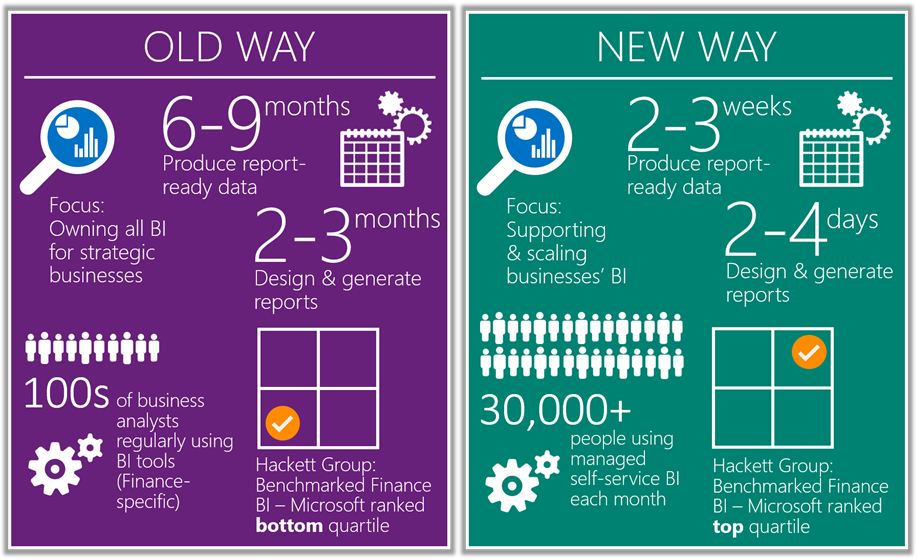 OLD WAY
6-9 months
Produce report-
ready data
Focus:
Owning all BI
for strategic
businesses
2-3 months
Design & generate
reports
100s of business
analysts
regularly using
BI tools
(Finance-
specific)
Hackett Group:
Benchmarked Finance
BI – Microsoft ranked
bottom quartile
NEW WAY
2-3 weeks
Produce report-
ready data
Focus:
Supporting
& scaling
businesses’ BI
2-4 days
Design & generate
reports
30,000+
people using
managed
self-service BI
each month
Hackett Group:
Benchmarked Finance
BI – Microsoft ranked
top quartile